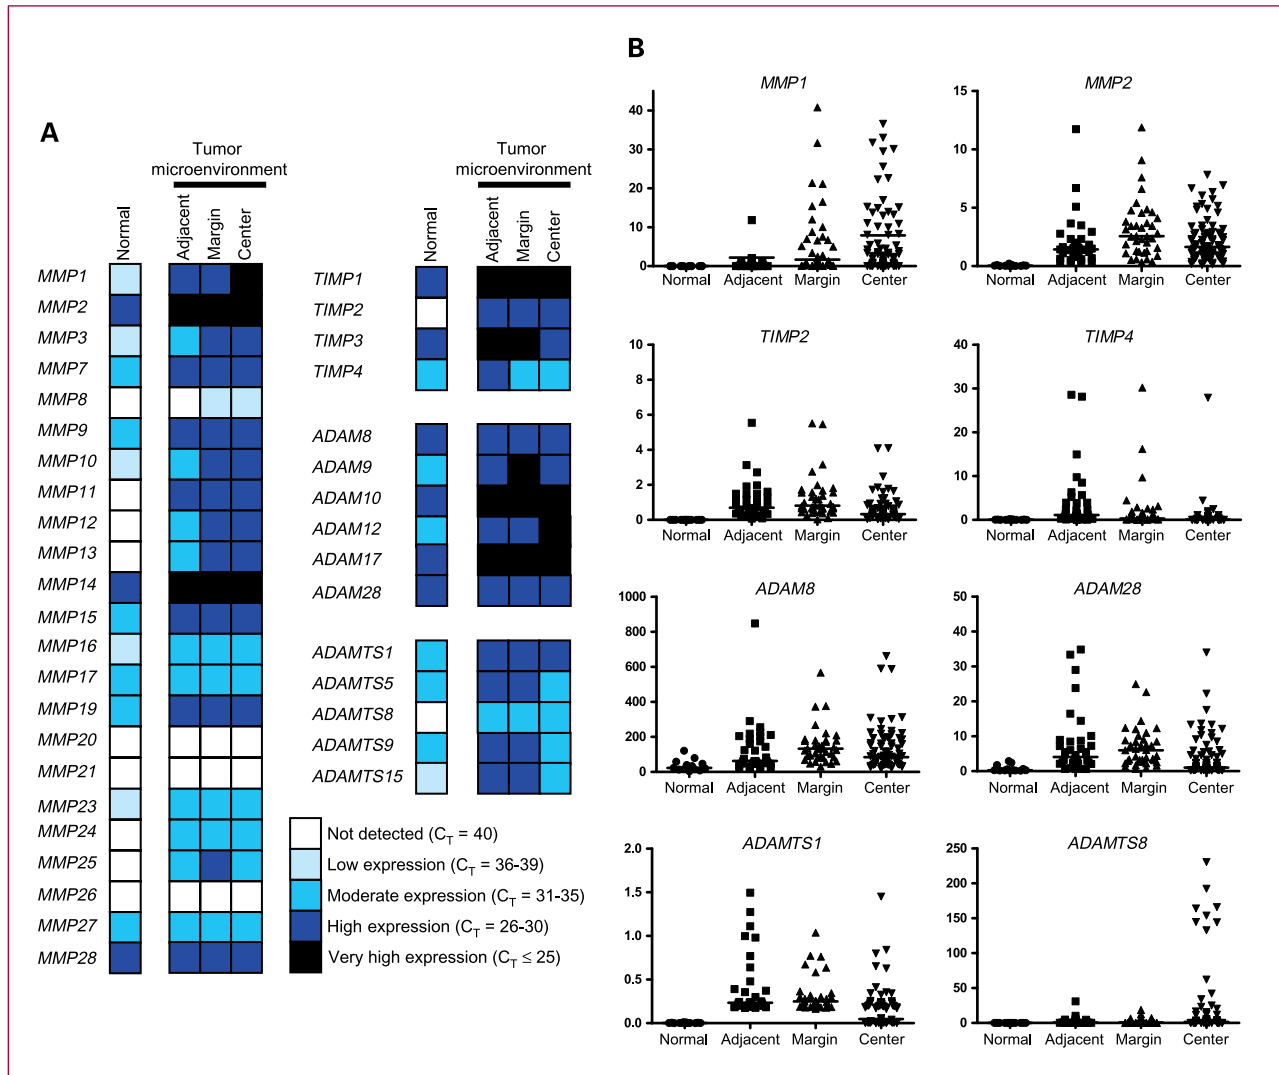 A
Tumor
microenvironment
Normal
Adjacent
Margin
Center
MMP1
MMP2
MMP3
MMP7
MMP8
MMP9
MMP10
MMP11
MMP12
MMP13
MMP14
MMP15
MMP16
MMP17
MMP19
MMP20
MMP21
MMP23
MMP24
MMP25
MMP26
MMP27
MMP28
Tumor
microenvironment
Normal
Adjacent
Margin
Center
TIMP1
TIMP2
TIMP3
TIMP4
ADAM8
ADAM9
ADAM10
ADAM12
ADAM17
ADAM28
ADAMTS1
ADAMTS5
ADAMTS8
ADAMTS9
ADAMTS15
Not detected (CT = 40)
Low expression (CT = 36-39)
Moderate expression (CT = 31-35)
High expression (CT = 26-30)
Very high expression (CT ≤ 25)
B
MMP1
40
30
20
10
0
Normal Adjacent Margin Center
MMP2
15
10
5
0
Normal Adjacent Margin Center
TIMP2
10
8
6
4
2
0
Normal Adjacent Margin Center
TIMP4
40
30
20
10
0
Normal Adjacent Margin Center
ADAM8
1000
800
600
400
200
0
Normal Adjacent Margin Center
ADAM28
50
40
30
20
10
0
Normal Adjacent Margin Center
ADAMTS1
2.0
1.5
1.0
0.5
0.0
Normal Adjacent Margin Center
ADAMTS8
250
200
150
100
50
0
Normal Adjacent Margin Center